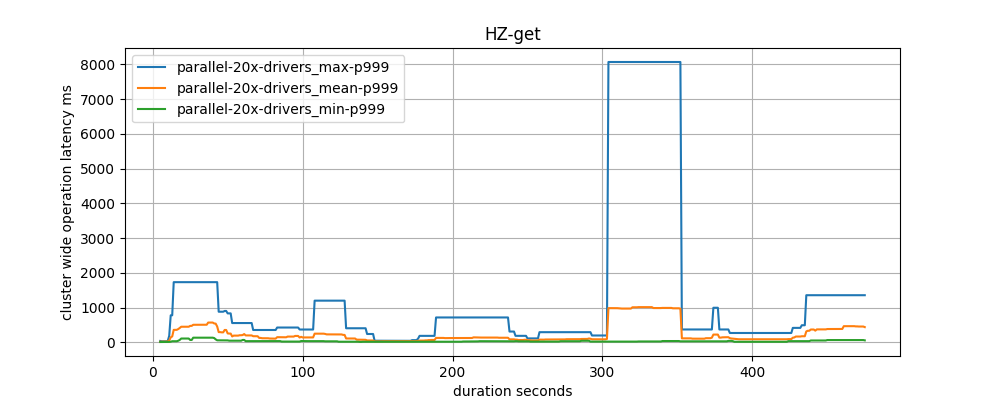 HZ-get
parallel-20x-drivers_max-p999
parallel-20x-drivers_mean-p999
parallel-20x-drivers_min-p999
cluster wide operation latency ms
8000
7000
6000
5000
4000
3000
2000
1000
0
0 100 200 300 400
duration seconds